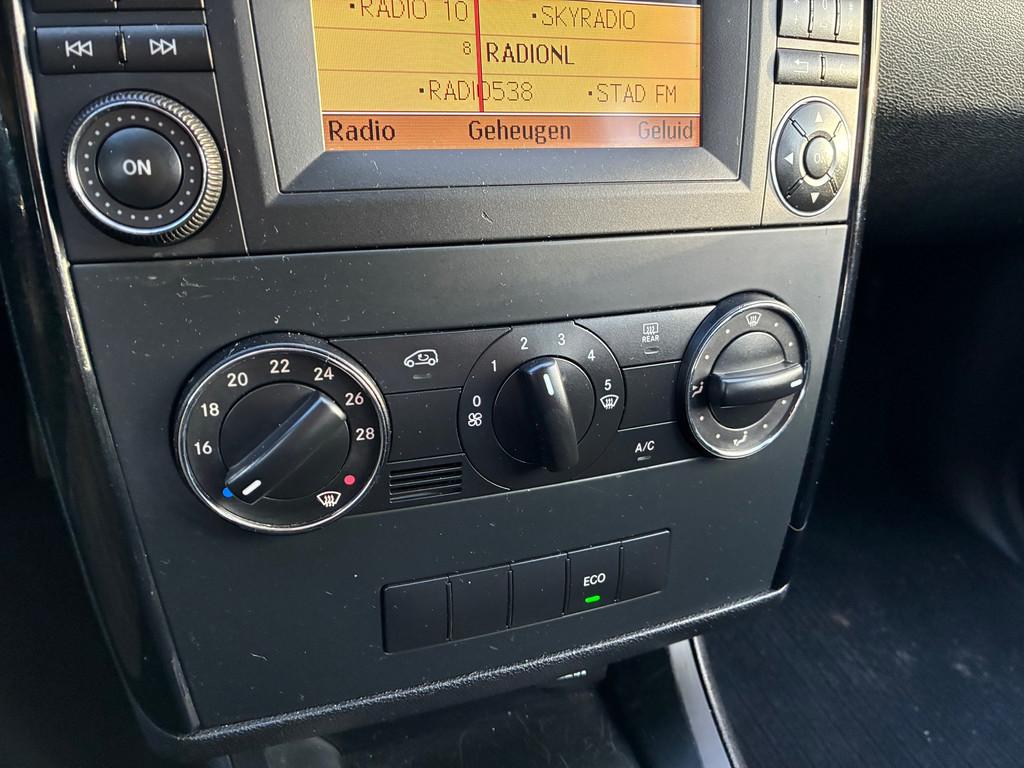 •RADIO 10 •SKYRADIO
8 RADIONL
•RADIO538 •STAD FM
Radio Geheugen Geluid
ON
OK
16 18 20 22 24 26 28
0 1 2 3 4 5
REAR
A/C
ECO